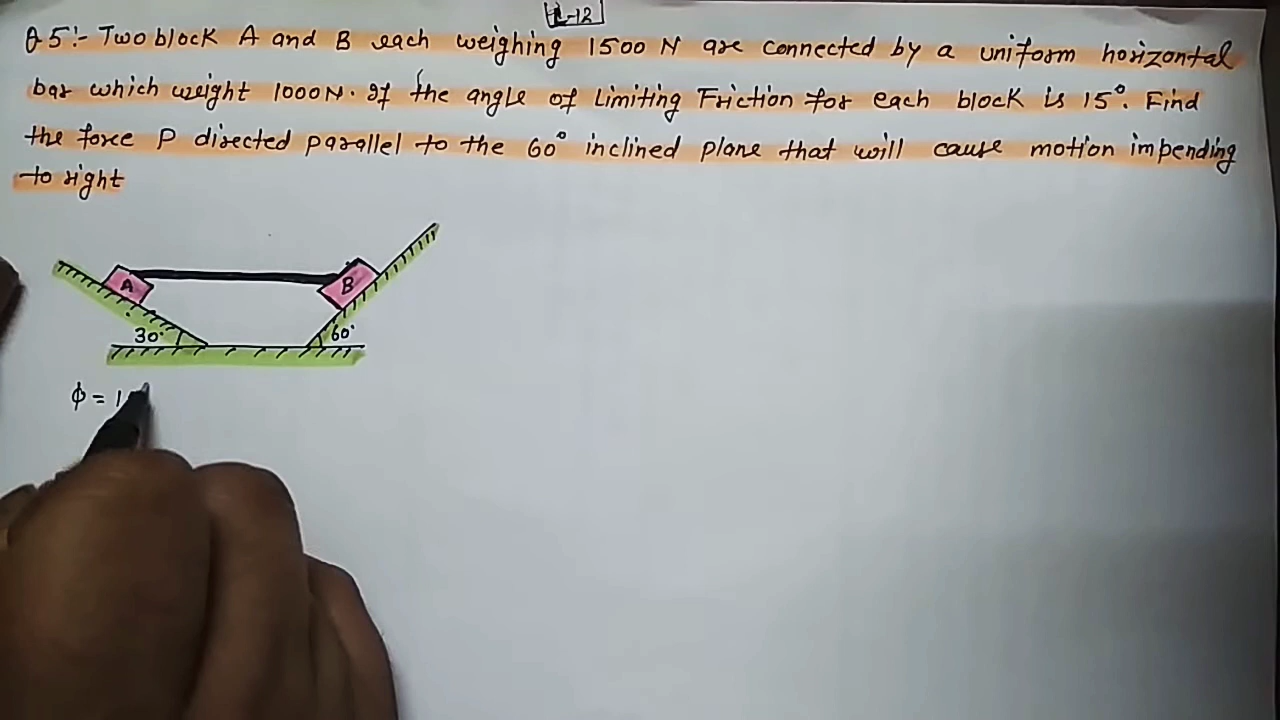 L-12
Q5:- Two block A and B each weighing 1500 N are connected by a uniform horizontal
bar which weight 1000N. If the angle of Limiting Friction for each block is 15°. Find
the force P directed parallel to the 60° inclined plane that will cause motion impending
to right
A
B
30°
60°
ϕ = 1